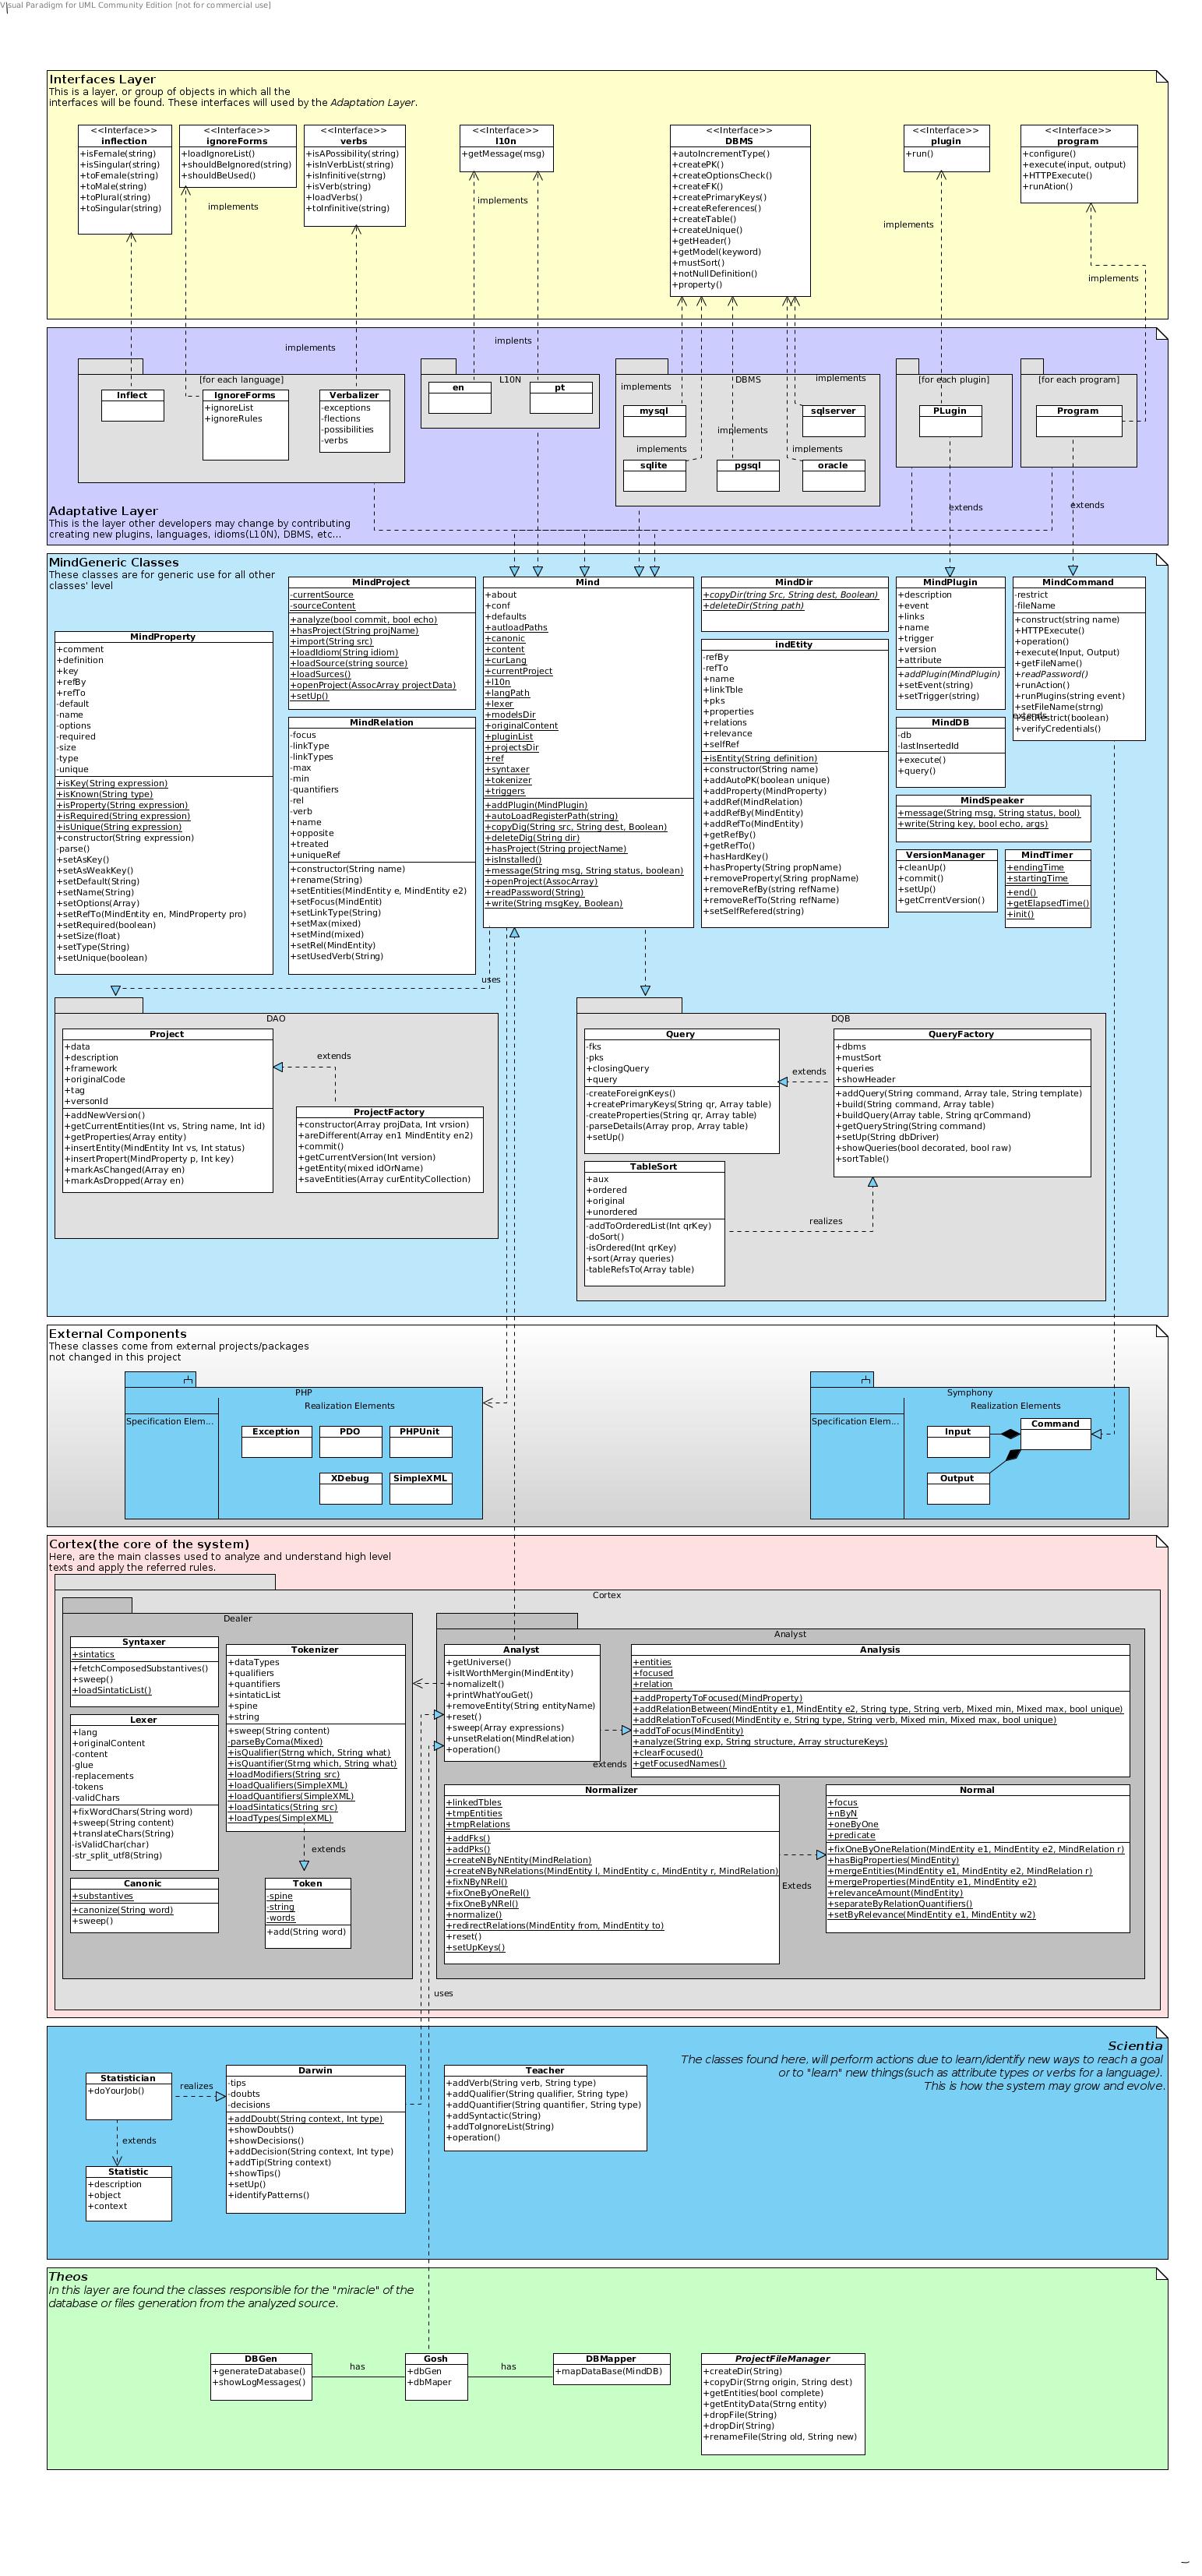 Visual Paradigm for UML Community Edition [not for commercial use]
Interfaces Layer
This is a layer, or group of objects in which all the
interfaces will be found. These interfaces will used by the Adaptation Layer.
<<Interface>>
inflection
+isFemale(string)
+isSingular(string)
+toFemale(string)
+toMale(string)
+toPlural(string)
+toSingular(string)
<<Interface>>
ignoreForms
+loadIgnoreList()
+shouldBeIgnored(string)
+shouldBeUsed()
<<Interface>>
verbs
+isAPossibility(string)
+isInVerbList(string)
+isInfinitive(strng)
+isVerb(string)
+loadVerbs()
+toInfinitive(string)
<<Interface>>
l10n
+getMessage(msg)
<<Interface>>
DBMS
+autoIncrementType()
+createPK()
+createOptionsCheck()
+createFK()
+createPrimaryKeys()
+createReferences()
+createTable()
+createUnique()
+getHeader()
+getModel(keyword)
+mustSort()
+notNullDefinition()
+property()
<<Interface>>
plugin
+run()
<<Interface>>
program
+configure()
+execute(input, output)
+HTTPExecute()
+runAtion()
implements
implements
implements
implements
implements
implents
[for each language]
Inflect
IgnoreForms
+ignoreList
+ignoreRules
Verbalizer
-exceptions
-flections
-possibilities
-verbs
L10N
en
pt
DBMS
implements
implements
mysql
sqlserver
implements
implements
implements
sqlite
pgsql
oracle
[for each plugin]
PLugin
[for each program]
Program
extends
extends
Adaptative Layer
This is the layer other developers may change by contributing
creating new plugins, languages, idioms(L10N), DBMS, etc...
MindGeneric Classes
These classes are for generic use for all other
classes' level
MindProperty
+comment
+definition
+key
+refBy
+refTo
-default
-name
-options
-required
-size
-type
-unique
+isKey(String expression)
+isKnown(String type)
+isProperty(String expression)
+isRequired(String expression)
+isUnique(String expression)
+constructor(String expression)
-parse()
+setAsKey()
+setAsWeakKey()
+setDefault(String)
+setName(String)
+setOptions(Array)
+setRefTo(MindEntity en, MindProperty pro)
+setRequired(boolean)
+setSize(float)
+setType(String)
+setUnique(boolean)
MindProject
-currentSource
-sourceContent
+analyze(bool commit, bool echo)
+hasProject(String projName)
+import(String src)
+loadIdiom(String idiom)
+loadSource(string source)
+loadSurces()
+openProject(AssocArray projectData)
+setUp()
MindRelation
-focus
-linkType
-linkTypes
-max
-min
-quantifiers
-rel
-verb
+name
+opposite
+treated
+uniqueRef
+constructor(String name)
+rename(String)
+setEntities(MindEntity e, MindEntity e2)
+setFocus(MindEntit)
+setLinkType(String)
+setMax(mixed)
+setMind(mixed)
+setRel(MindEntity)
+setUsedVerb(String)
Mind
+about
+conf
+defaults
+autloadPaths
+canonic
+content
+curLang
+currentProject
+l10n
+langPath
+lexer
+modelsDir
+originalContent
+pluginList
+projectsDir
+ref
+syntaxer
+tokenizer
+triggers
+addPlugin(MindPlugin)
+autoLoadRegisterPath(string)
+copyDig(String src, String dest, Boolean)
+deleteDig(String dir)
+hasProject(String projectName)
+isInstalled()
+message(String msg, String status, boolean)
+openProject(AssocArray)
+readPassword(String)
+write(String msgKey, Boolean)
MindDir
+copyDir(tring Src, String dest, Boolean)
+deleteDir(String path)
indEtity
-refBy
-refTo
+name
+linkTble
+pks
+properties
+relations
+relevance
+selfRef
+isEntity(String definition)
+constructor(String name)
+addAutoPK(boolean unique)
+addProperty(MindProperty)
+addRef(MindRelation)
+addRefBy(MindEntity)
+addRefTo(MindEntity)
+getRefBy()
+getRefTo()
+hasHardKey()
+hasProperty(String propName)
+removeProperty(String propName)
+removeRefBy(string refName)
+removeRefTo(String refName)
+setSelfRefered(string)
MindPlugin
+description
+event
+links
+name
+trigger
+version
+attribute
+addPlugin(MindPlugin)
+setEvent(string)
+setTrigger(string)
MindCommand
-restrict
-fileName
+construct(string name)
+HTTPExecute()
+operation()
+execute(Input, Output)
+getFileName()
+readPassword()
+runAction()
+runPlugins(string event)
+setFileName(strng)
+setRestrict(boolean)
extends
+verifyCredentials()
MindDB
-db
-lastInsertedId
+execute()
+query()
MindSpeaker
+message(String msg, String status, bool)
+write(String key, bool echo, args)
VersionManager
+cleanUp()
+commit()
+setUp()
+getCrrentVersion()
MindTimer
+endingTime
+startingTime
+end()
+getElapsedTime()
+init()
uses
DAO
Project
+data
+description
+framework
+originalCode
+tag
+versonId
+addNewVersion()
+getCurrentEntities(Int vs, String name, Int id)
+getProperties(Array entity)
+insertEntity(MindEntity Int vs, Int status)
+insertPropert(MindProperty p, Int key)
+markAsChanged(Array en)
+markAsDropped(Array en)
extends
ProjectFactory
+constructor(Array projData, Int vrsion)
+areDifferent(Array en1 MindEntity en2)
+commit()
+getCurrentVersion(Int version)
+getEntity(mixed idOrName)
+saveEntities(Array curEntityCollection)
DQB
Query
-fks
-pks
+closingQuery
+query
-createForeignKeys()
+createPrimaryKeys(String qr, Array table)
-createProperties(String qr, Array table)
-parseDetails(Array prop, Array table)
+setUp()
extends
QueryFactory
+dbms
+mustSort
+queries
+showHeader
+addQuery(String command, Array tale, String template)
+build(String command, Array table)
+buildQuery(Array table, String qrCommand)
+getQueryString(String command)
+setUp(String dbDriver)
+showQueries(bool decorated, bool raw)
+sortTable()
TableSort
+aux
+ordered
+original
+unordered
-addToOrderedList(Int qrKey)
-doSort()
-isOrdered(Int qrKey)
+sort(Array queries)
-tableRefsTo(Array table)
realizes
External Components
These classes come from external projects/packages
not changed in this project
PHP
Realization Elements
Specification Elem...
Exception
PDO
PHPUnit
XDebug
SimpleXML
Symphony
Realization Elements
Specification Elem...
Input
Command
Output
Cortex(the core of the system)
Here, are the main classes used to analyze and understand high level
texts and apply the referred rules.
Cortex
Dealer
Syntaxer
+sintatics
+fetchComposedSubstantives()
+sweep()
+loadSintaticList()
Lexer
+lang
+originalContent
-content
-glue
-replacements
-tokens
-validChars
+fixWordChars(String word)
+sweep(String content)
+translateChars(String)
-isValidChar(char)
-str_split_utf8(String)
Canonic
+substantives
+canonize(String word)
+sweep()
Tokenizer
+dataTypes
+qualifiers
+quantifiers
+sintaticList
+spine
+string
+sweep(String content)
-parseByComa(Mixed)
+isQualifier(Strng which, String what)
+isQuantifier(Strng which, String what)
+loadModifiers(String src)
+loadQualifiers(SimpleXML)
+loadQuantifiers(SimpleXML)
+loadSintatics(String src)
+loadTypes(SimpleXML)
extends
Token
-spine
-string
-words
+add(String word)
Analyst
Analyst
+getUniverse()
+isItWorthMergin(MindEntity)
+nomalizeIt()
+printWhatYouGet()
+removeEntity(String entityName)
+reset()
+sweep(Array expressions)
+unsetRelation(MindRelation)
+operation()
extends
Analysis
+entities
+focused
+relation
+addPropertyToFocused(MindProperty)
+addRelationBetween(MindEntity e1, MindEntity e2, String type, String verb, Mixed min, Mixed max, bool unique)
+addRelationToFcused(MindEntity e, String type, String verb, Mixed min, Mixed max, bool unique)
+addToFocus(MindEntity)
+analyze(String exp, String structure, Array structureKeys)
+clearFocused()
+getFocusedNames()
Normalizer
+linkedTbles
+tmpEntities
+tmpRelations
+addFks()
+addPks()
+createNByNEntity(MindRelation)
+createNByNRelations(MindEntity l, MindEntity c, MindEntity r, MindRelation)
+fixNByNRel()
+fixOneByOneRel()
+fixOneByNRel()
+normalize()
+redirectRelations(MindEntity from, MindEntity to)
+reset()
+setUpKeys()
Exteds
Normal
+focus
+nByN
+oneByOne
+predicate
+fixOneByOneRelation(MindEntity e1, MindEntity e2, MindRelation r)
+hasBigProperties(MindEntity)
+mergeEntities(MindEntity e1, MindEntity e2, MindRelation r)
+mergeProperties(MindEntity e1, MindEntity e2)
+relevanceAmount(MindEntity)
+separateByRelationQuantifiers()
+setByRelevance(MindEntity e1, MindEntity w2)
uses
Scientia
The classes found here, will perform actions due to learn/identify new ways to reach a goal
or to "learn" new things(such as attribute types or verbs for a language).
This is how the system may grow and evolve.
Statistician
+doYourJob()
realizes
extends
Statistic
+description
+object
+context
Darwin
-tips
-doubts
-decisions
+addDoubt(String context, Int type)
+showDoubts()
+showDecisions()
+addDecision(String context, Int type)
+addTip(String context)
+showTips()
+setUp()
+identifyPatterns()
Teacher
+addVerb(String verb, String type)
+addQualifier(String qualifier, String type)
+addQuantifier(String quantifier, String type)
+addSyntactic(String)
+addToIgnoreList(String)
+operation()
Theos
In this layer are found the classes responsible for the "miracle" of the
database or files generation from the analyzed source.
DBGen
+generateDatabase()
+showLogMessages()
has
Gosh
+dbGen
+dbMaper
has
DBMapper
+mapDataBase(MindDB)
ProjectFileManager
+createDir(String)
+copyDir(Strng origin, String dest)
+getEntities(bool complete)
+getEntityData(Strng entity)
+dropFile(String)
+dropDir(String)
+renameFile(String old, String new)